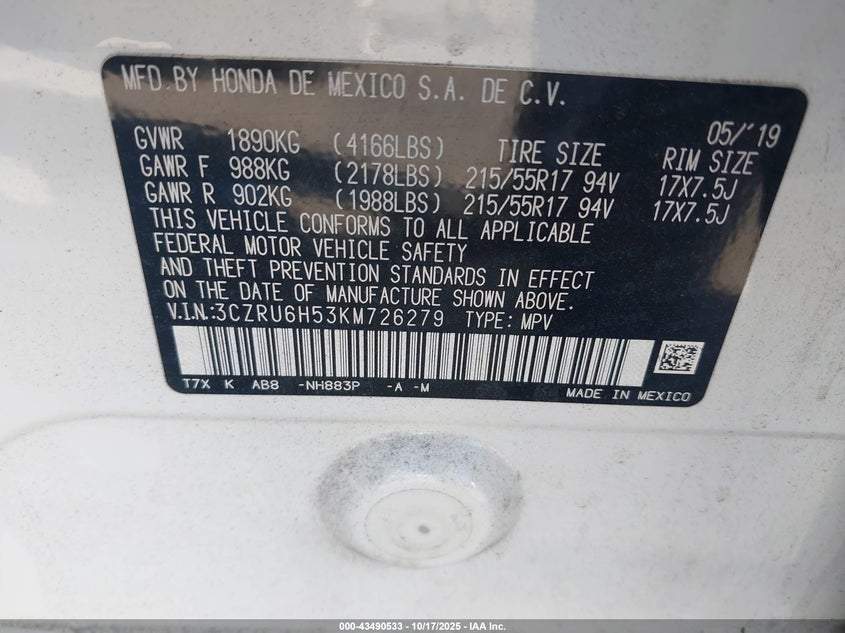 MFD.BY HONDA DE MEXICO S.A. DE C.V.
05/'19
GVWR 1890KG (4166LBS) TIRE SIZE RIM SIZE
GAWR F 988KG (2178LBS) 215/55R17 94V 17X7.5J
GAWR R 902KG (1988LBS) 215/55R17 94V 17X7.5J
THIS VEHICLE CONFORMS TO ALL APPLICABLE
FEDERAL MOTOR VEHICLE SAFETY
AND THEFT PREVENTION STANDARDS IN EFFECT
ON THE DATE OF MANUFACTURE SHOWN ABOVE.
V.I.N.:3CZRU6H53KM726279 TYPE: MPV
T7X K AB8 -NH883P -A -M
MADE IN MEXICO
000-43490533 - 10/17/2025 - IAA Inc.